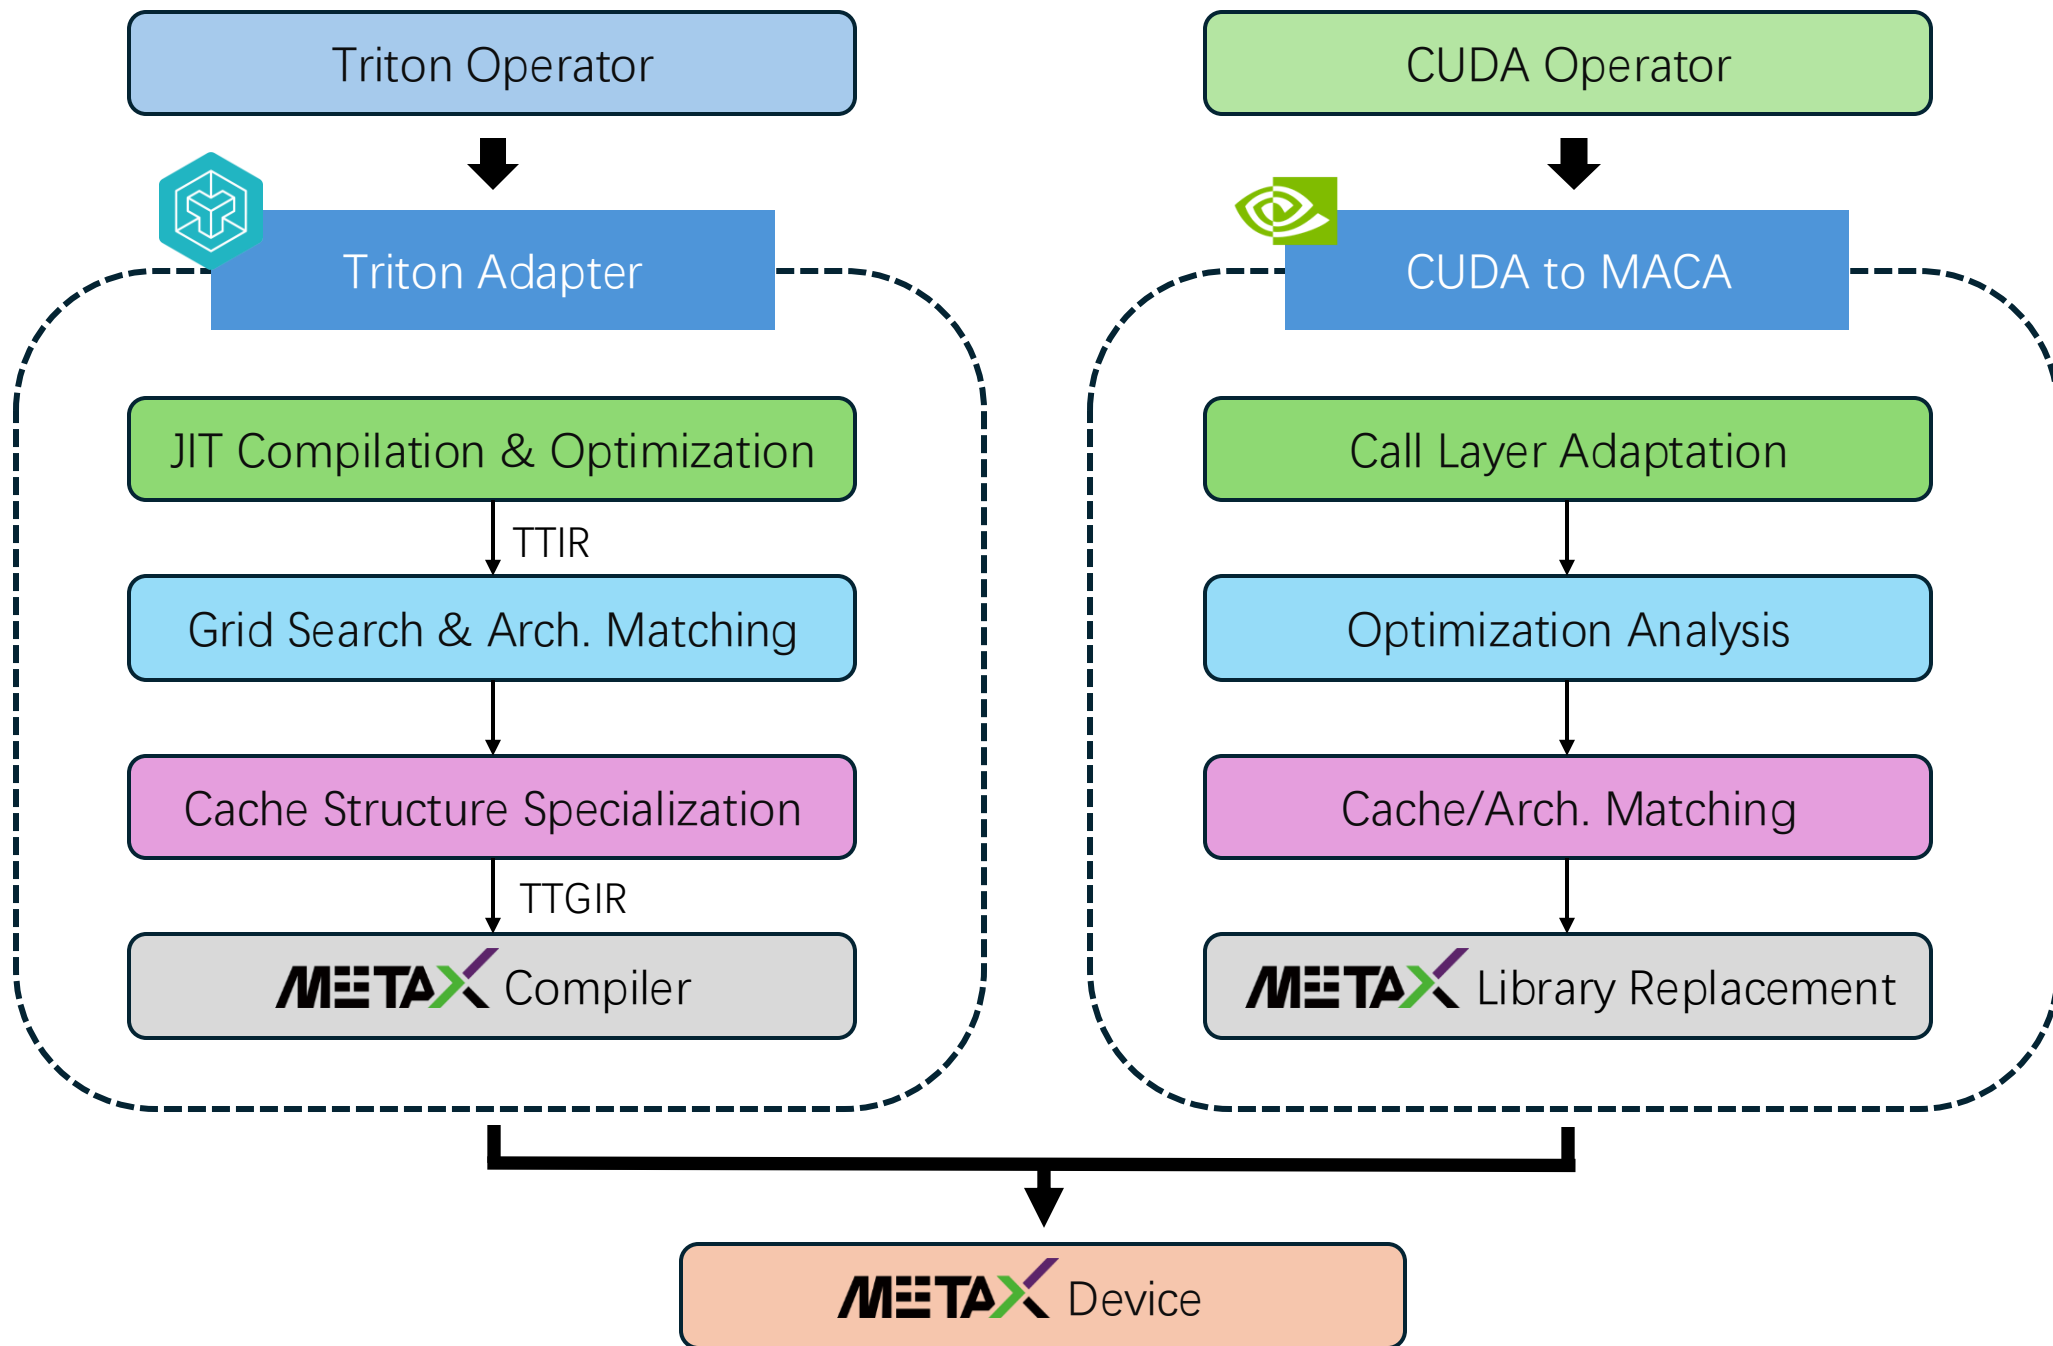 Triton Operator
Triton Adapter
JIT Compilation & Optimization
TTIR
Grid Search & Arch. Matching
Cache Structure Specialization
TTGIR
METAX Compiler
CUDA Operator
CUDA to MACA
Call Layer Adaptation
Optimization Analysis
Cache/Arch. Matching
METAX Library Replacement
METAX Device